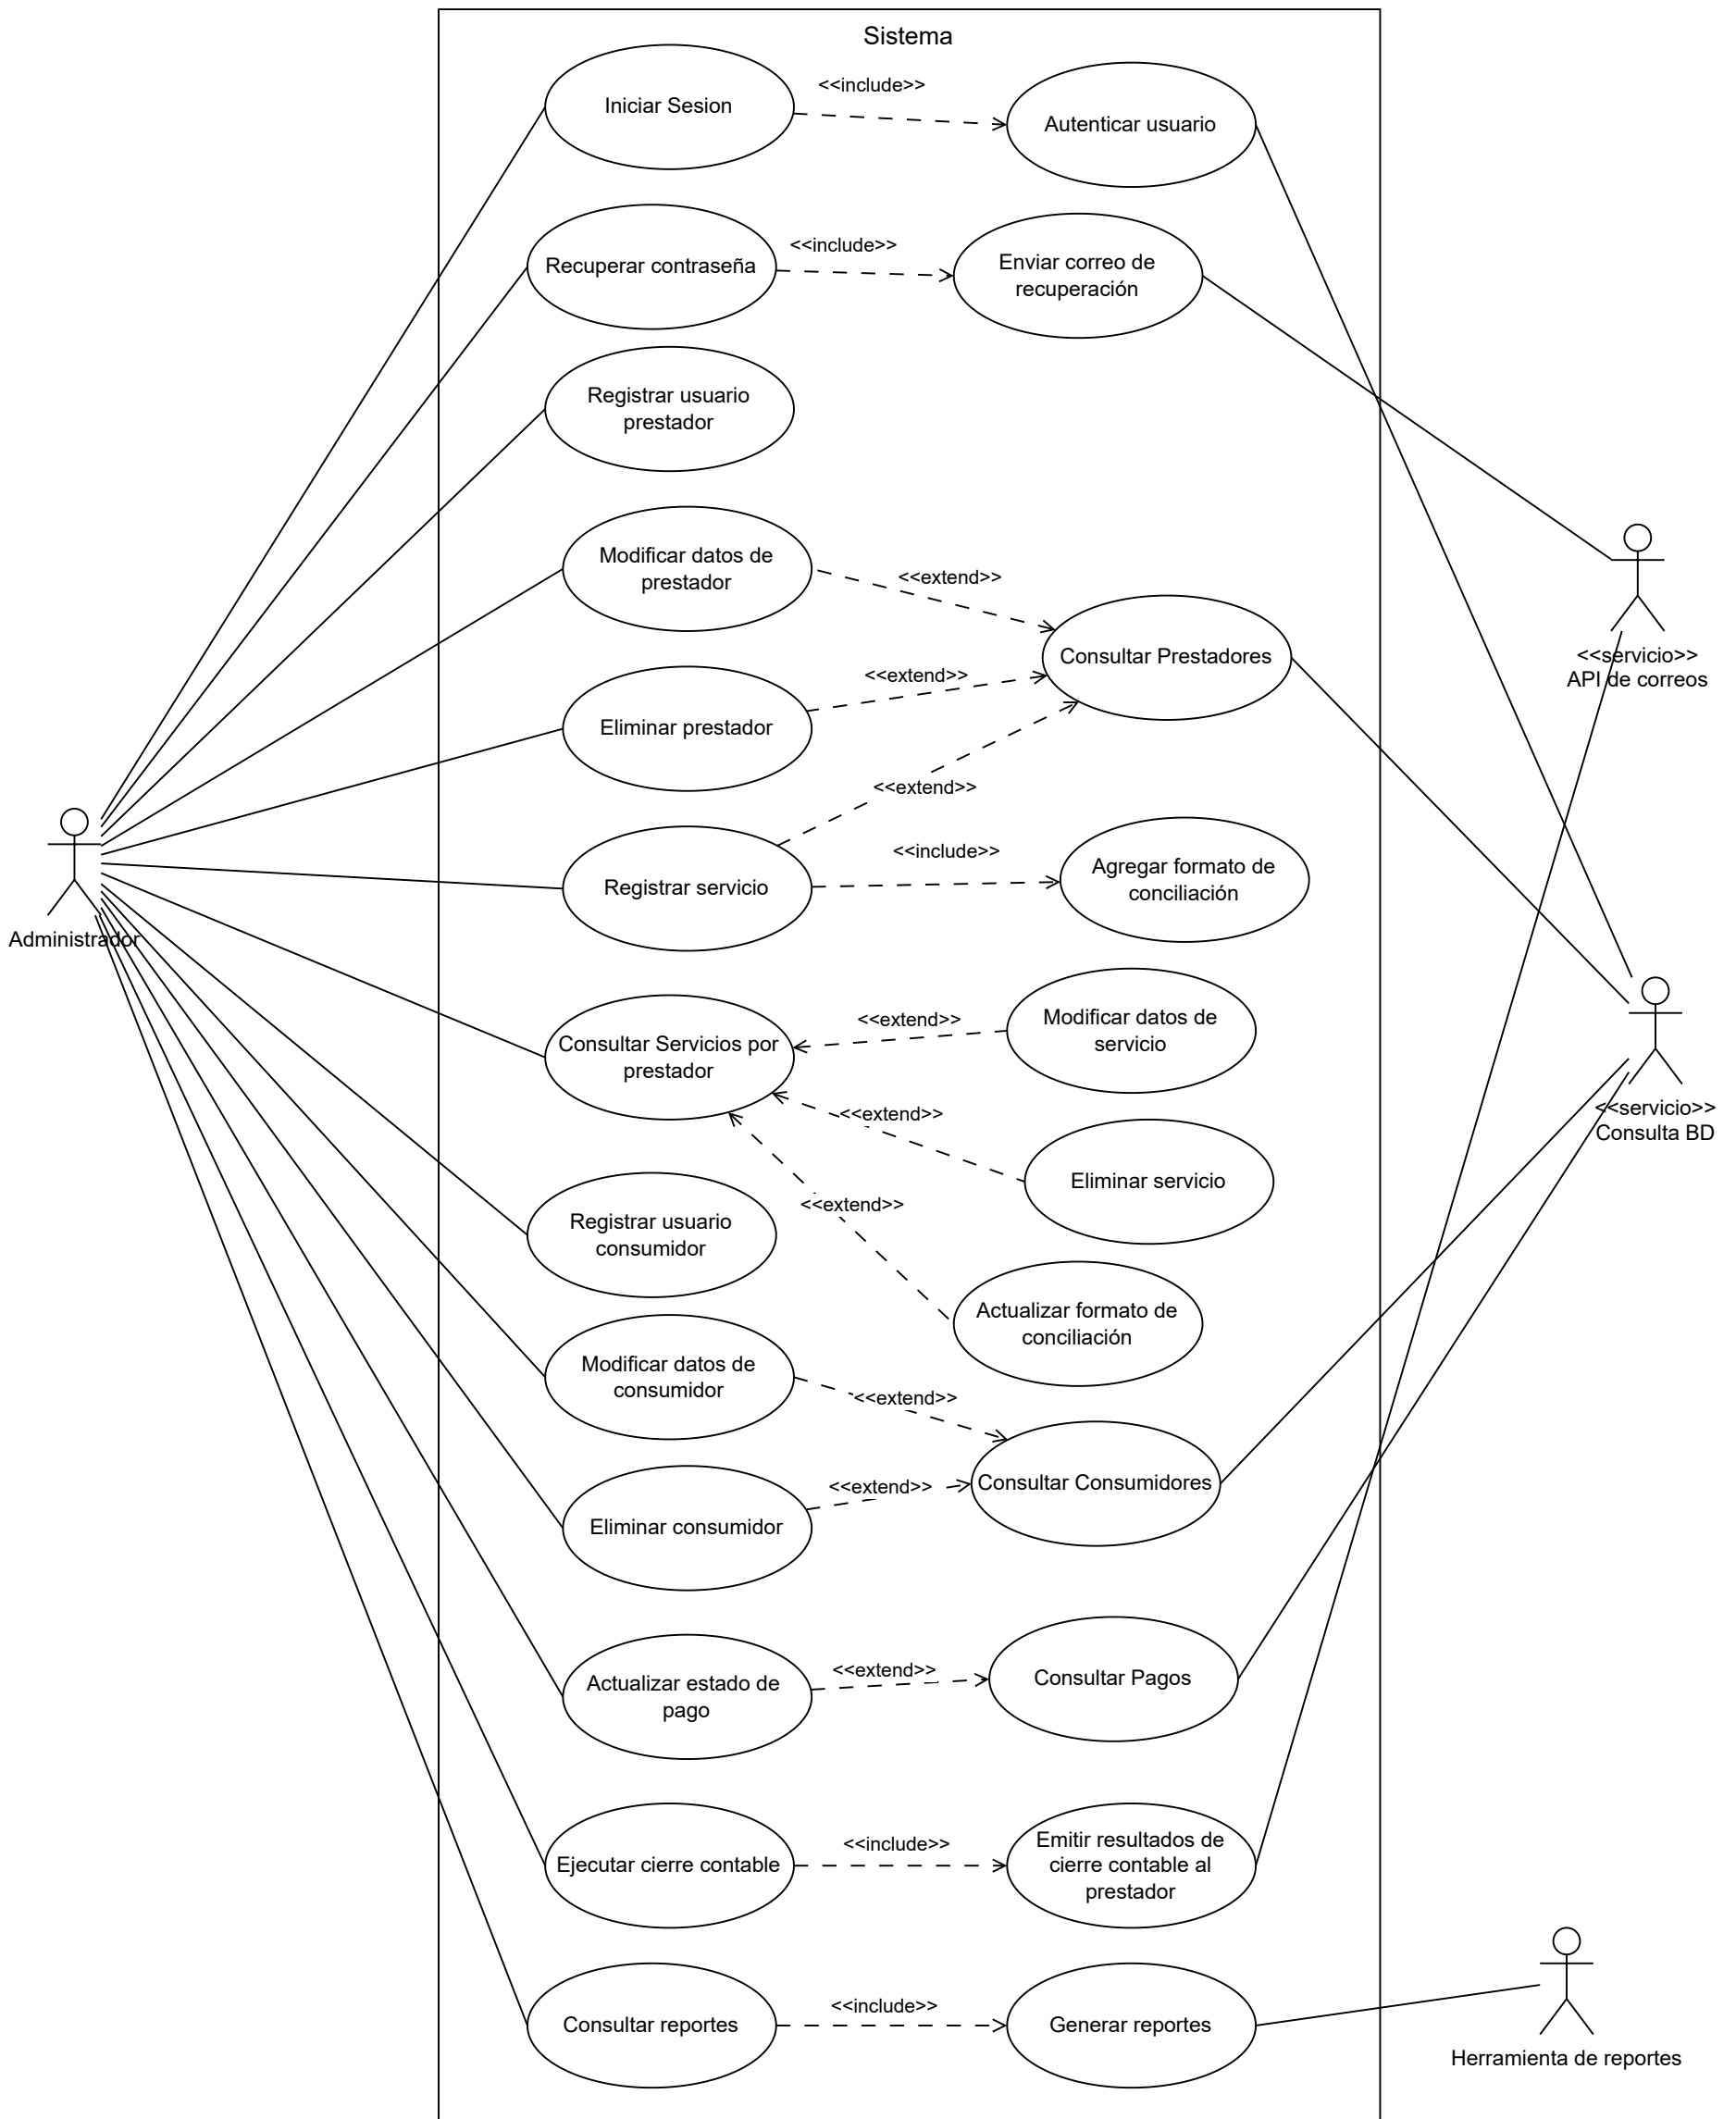 Sistema
Iniciar Sesion
<<include>>
Autenticar usuario
Recuperar contraseña
<<include>>
Enviar correo de
recuperación
Registrar usuario
prestador
Modificar datos de
prestador
<<extend>>
Consultar Prestadores
<<servicio>>
API de correos
Eliminar prestador
<<extend>>
<<extend>>
Registrar servicio
<<include>>
Agregar formato de
conciliación
Administrador
Consultar Servicios por
prestador
<<extend>>
Modificar datos de
servicio
<<extend>>
Eliminar servicio
<<servicio>>
Consulta BD
<<extend>>
Registrar usuario
consumidor
Actualizar formato de
conciliación
Modificar datos de
consumidor
<<extend>>
Consultar Consumidores
Eliminar consumidor
<<extend>>
Actualizar estado de
pago
<<extend>>
Consultar Pagos
Ejecutar cierre contable
<<include>>
Emitir resultados de
cierre contable al
prestador
Consultar reportes
<<include>>
Generar reportes
Herramienta de reportes